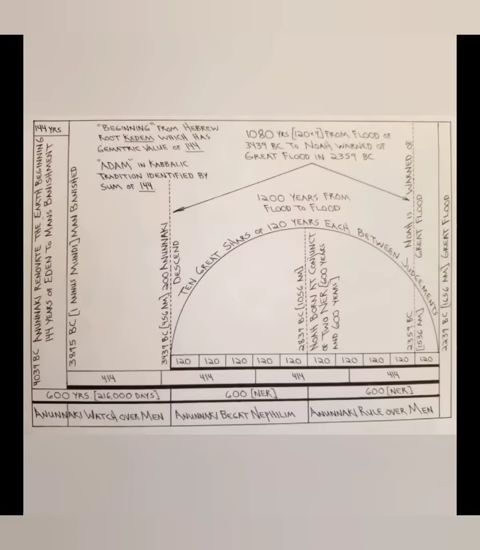 144 YRS
4039 BC ANUNNAKI RENOVATE THE EARTH BEGINNING
144 YEARS OF EDEN TO MANS BANISHMENT
3895 BC [1 ANNUS MUNDI] MAN BANISHED
"BEGINNING" FROM HEBREW
ROOT KEDEM WHICH HAS
GEMATRIC VALUE OF 144
"ADAM" IN KABBALIC
TRADITION IDENTIFIED BY
SUM OF 144
1080 YRS [120×9] FROM FLOOD OF
3439 BC TO NOAH WARNED OF
GREAT FLOOD IN 2359 BC
1200 YEARS FROM
FLOOD TO FLOOD
3439 BC [456 AM] 200 ANUNNAKI
DESCEND
TEN GREAT SHARS OF 120 YEARS EACH BETWEEN JUDGEMENTS
2839 BC [1056 AM]
NOAH BORN AT CONJUNCT
OF TWO NER [600 YEARS
AND 600 YEARS]
2359 BC NOAH IS WARNED OF
[1536 AM] GREAT FLOOD
2239 BC [1656 AM] GREAT FLOOD
120 120 120 120 120 120 120 120 120 120
414 414 414 414
600 YRS [216,000 DAYS] 600 [NER] 600 [NER]
ANUNNAKI WATCH OVER MEN ANUNNAKI BEGAT NEPHILIM ANUNNAKI RULE OVER MEN